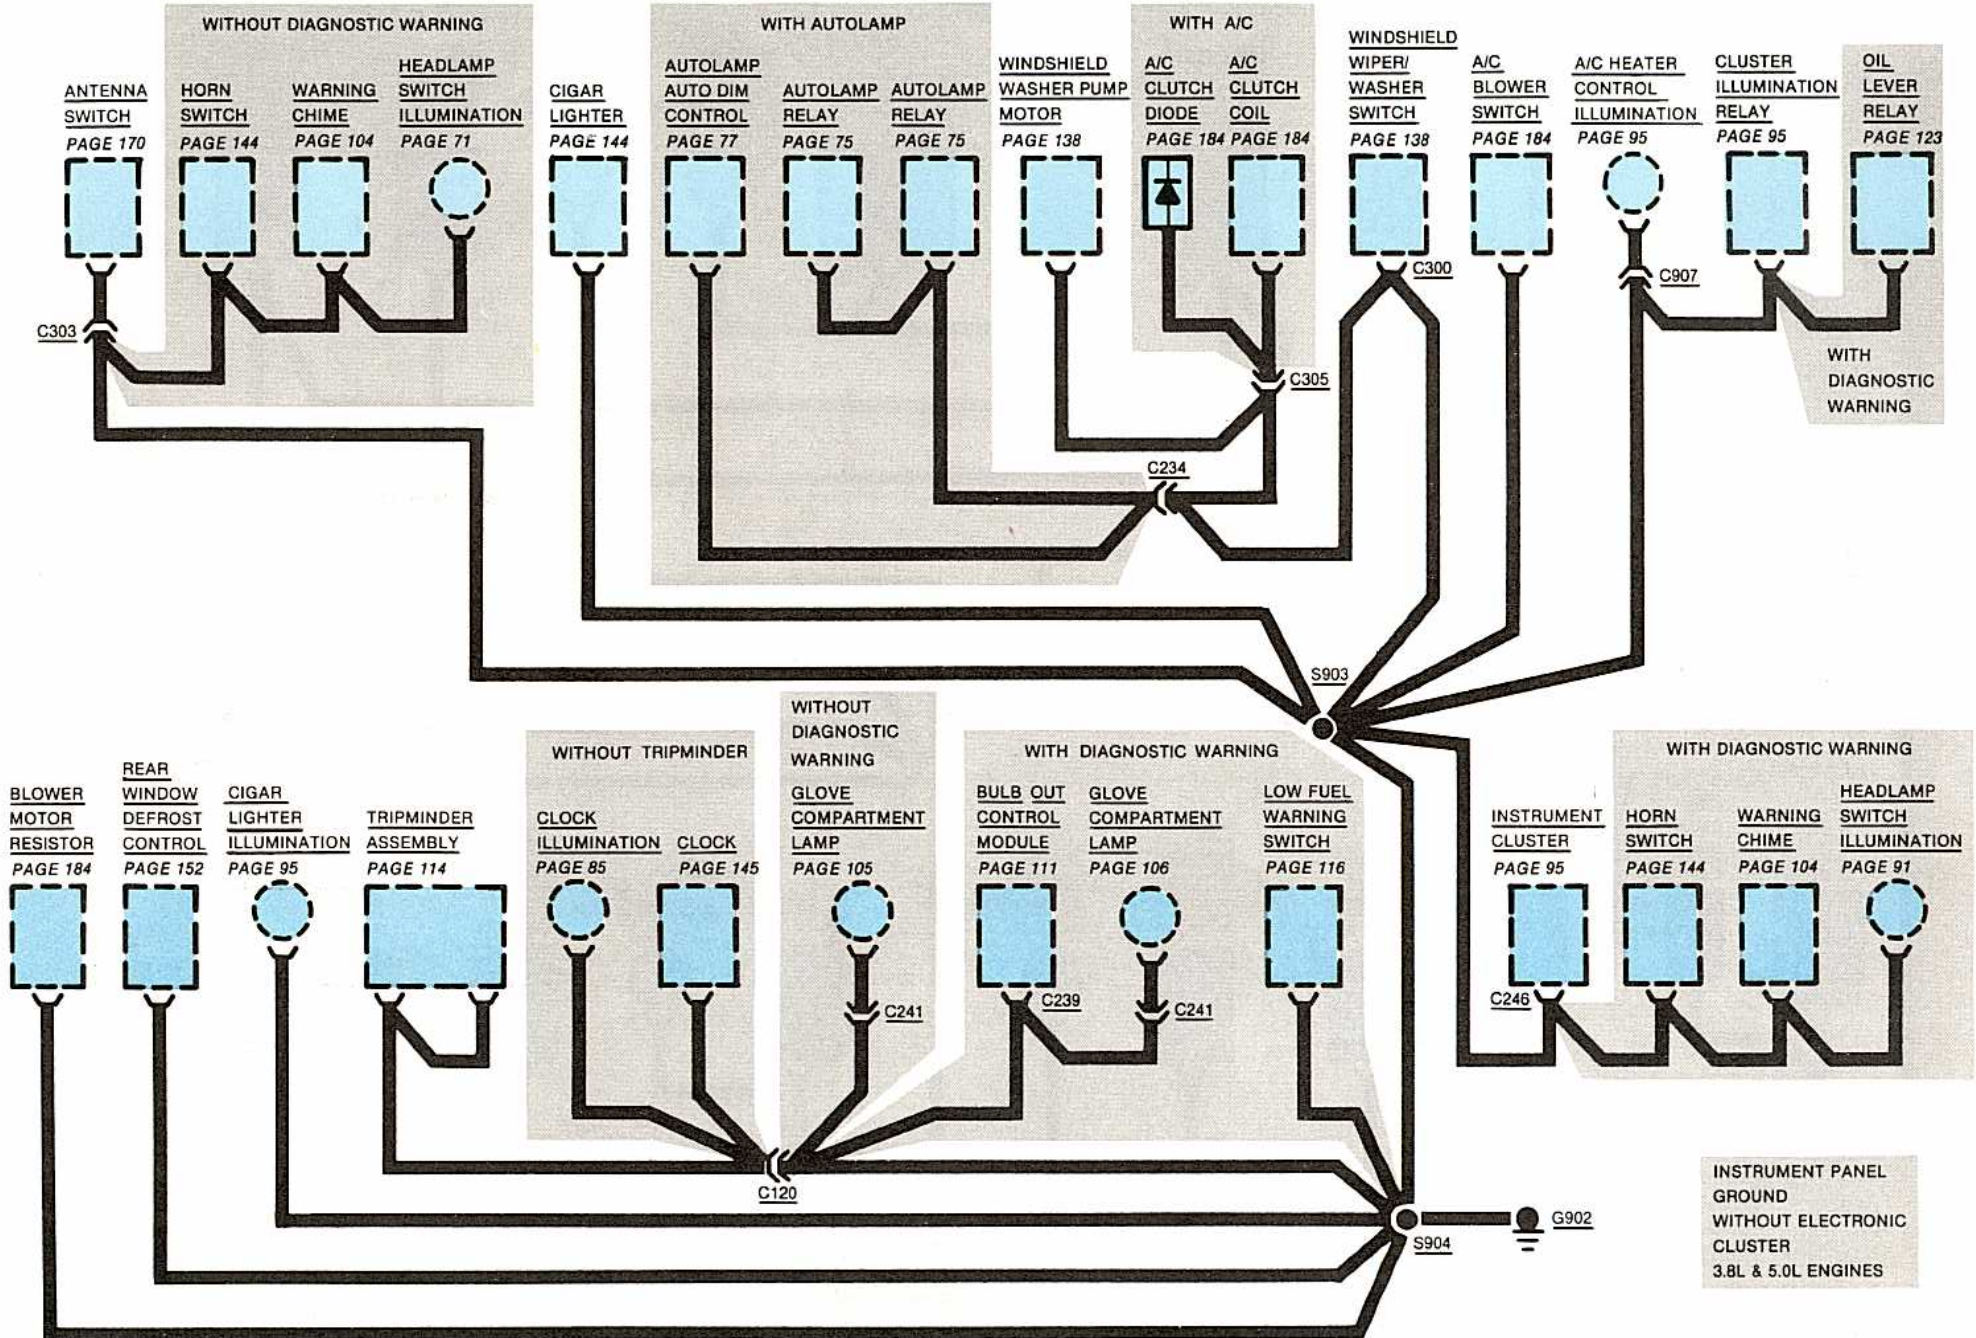 WITHOUT DIAGNOSTIC WARNING
ANTENNA
SWITCH
PAGE 170
HORN
SWITCH
PAGE 144
WARNING
CHIME
PAGE 104
HEADLAMP
SWITCH
ILLUMINATION
PAGE 71
CIGAR
LIGHTER
PAGE 144
WITH AUTOLAMP
AUTOLAMP
AUTO DIM
CONTROL
PAGE 77
AUTOLAMP
RELAY
PAGE 75
AUTOLAMP
RELAY
PAGE 75
WINDSHIELD
WASHER PUMP
MOTOR
PAGE 138
WITH A/C
A/C
CLUTCH
DIODE
PAGE 184
A/C
CLUTCH
COIL
PAGE 184
WINDSHIELD
WIPER/
WASHER
SWITCH
PAGE 138
A/C
BLOWER
SWITCH
PAGE 184
A/C HEATER
CONTROL
ILLUMINATION
PAGE 95
CLUSTER
ILLUMINATION
RELAY
PAGE 95
OIL
LEVER
RELAY
PAGE 123
C303
C300
C907
C305
WITH
DIAGNOSTIC
WARNING
C234
S903
BLOWER
MOTOR
RESISTOR
PAGE 184
REAR
WINDOW
DEFROST
CONTROL
PAGE 152
CIGAR
LIGHTER
ILLUMINATION
PAGE 95
TRIPMINDER
ASSEMBLY
PAGE 114
WITHOUT TRIPMINDER
CLOCK
ILLUMINATION
PAGE 85
CLOCK
PAGE 145
WITHOUT
DIAGNOSTIC
WARNING
GLOVE
COMPARTMENT
LAMP
PAGE 105
WITH DIAGNOSTIC WARNING
BULB OUT
CONTROL
MODULE
PAGE 111
GLOVE
COMPARTMENT
LAMP
PAGE 106
LOW FUEL
WARNING
SWITCH
PAGE 116
WITH DIAGNOSTIC WARNING
INSTRUMENT
CLUSTER
PAGE 95
HORN
SWITCH
PAGE 144
WARNING
CHIME
PAGE 104
HEADLAMP
SWITCH
ILLUMINATION
PAGE 91
C241
C239
C241
C246
C120
S904
G902
INSTRUMENT PANEL
GROUND
WITHOUT ELECTRONIC
CLUSTER
3.8L & 5.0L ENGINES